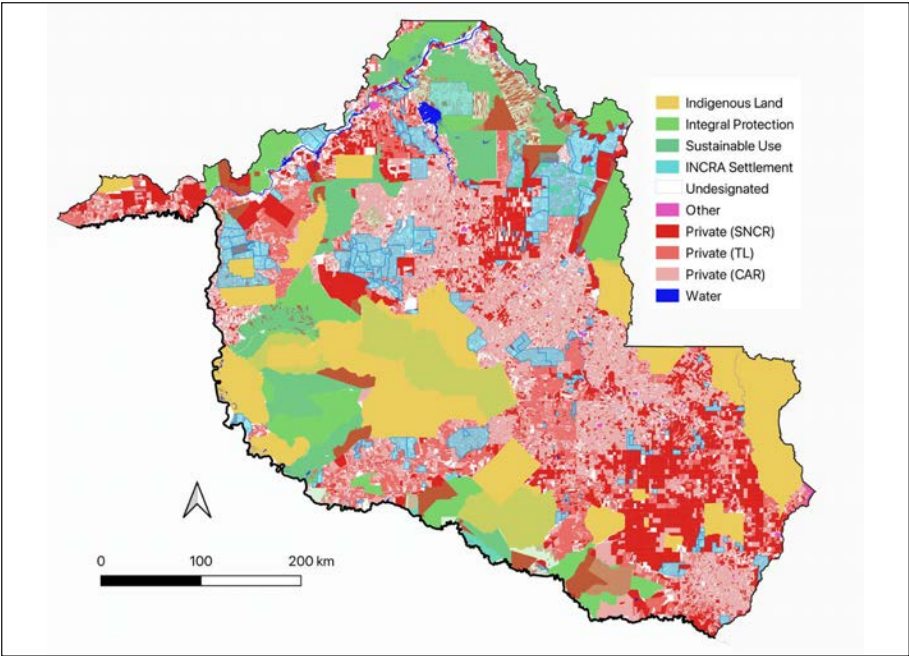 Indigenous Land
Integral Protection
Sustainable Use
INCRA Settlement
Undesignated
Other
Private (SNCR)
Private (TL)
Private (CAR)
Water
0 100 200 km